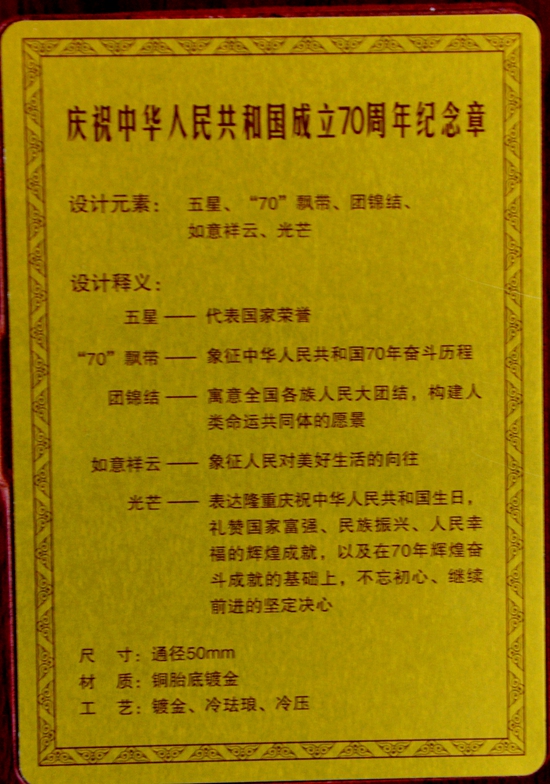 庆祝中华人民共和国成立70周年纪念章
设计元素： 五星、“70”飘带、团锦结、
如意祥云、光芒
设计释义：
五星 —— 代表国家荣誉
“70”飘带 —— 象征中华人民共和国70年奋斗历程
团锦结 —— 寓意全国各族人民大团结，构建人
类命运共同体的愿景
如意祥云 —— 象征人民对美好生活的向往
光芒 —— 表达隆重庆祝中华人民共和国生日，
礼赞国家富强、民族振兴、人民幸
福的辉煌成就，以及在70年辉煌奋
斗成就的基础上，不忘初心、继续
前进的坚定决心
尺 寸：通径50mm
材 质：铜胎底镀金
工 艺：镀金、冷珐琅、冷压